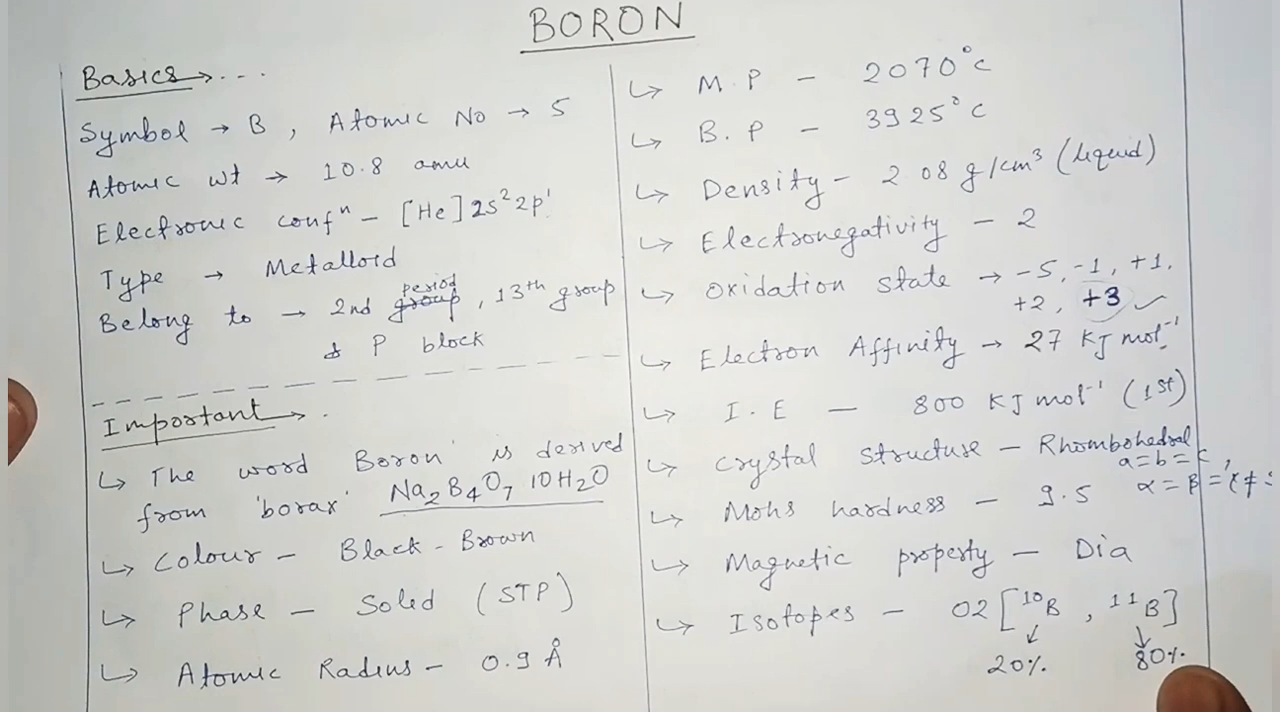 BORON
Basics → . . .
Symbol → B , Atomic No → 5
Atomic wt → 10.8 amu
Electronic confⁿ – [He] 2s² 2p¹
Type → Metalloid
Belong to → 2nd group period , 13th group
& P block
Important → .
↳ The word 'Boron' is derived
from 'borax' Na₂B₄O₇ 10H₂O
↳ Colour – Black - Brown
↳ Phase – Solid (STP)
↳ Atomic Radius – 0.9 Å
↳ M.P – 2070°C
↳ B.P – 3925°C
↳ Density – 2 08 g/cm³ (liquid)
↳ Electronegativity – 2
↳ Oxidation state → -5, -1, +1,
+2, +3 ✓
↳ Electron Affinity → 27 KJ mol⁻¹
↳ I.E – 800 KJ mol⁻¹ (1st)
↳ Crystal structure – Rhombohedral
a = b = c ,
α = β = γ ≠
↳ Mohs hardness – 9.5
↳ Magnetic property – Dia
↳ Isotopes – 02 [¹⁰B , ¹¹B]
20% 80%